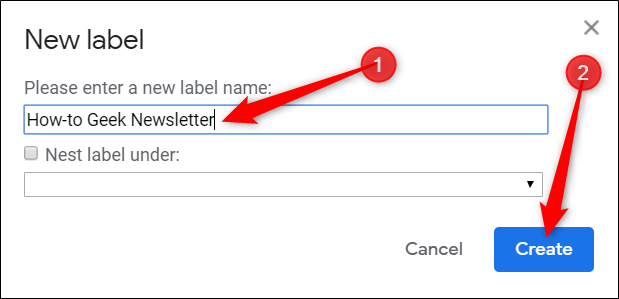 New label
1
2
Please enter a new label name:
How-to Geek Newsletter
Nest label under:
Cancel Create